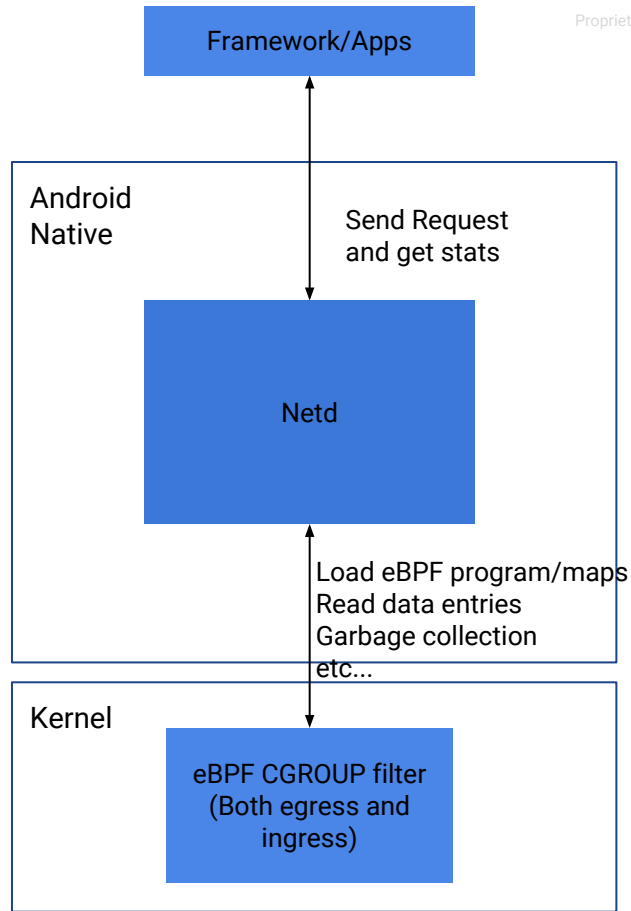 Propriet
Framework/Apps
Android
Native
Send Request
and get stats
Netd
Load eBPF program/maps
Read data entries
Garbage collection
etc...
Kernel
eBPF CGROUP filter
(Both egress and
ingress)